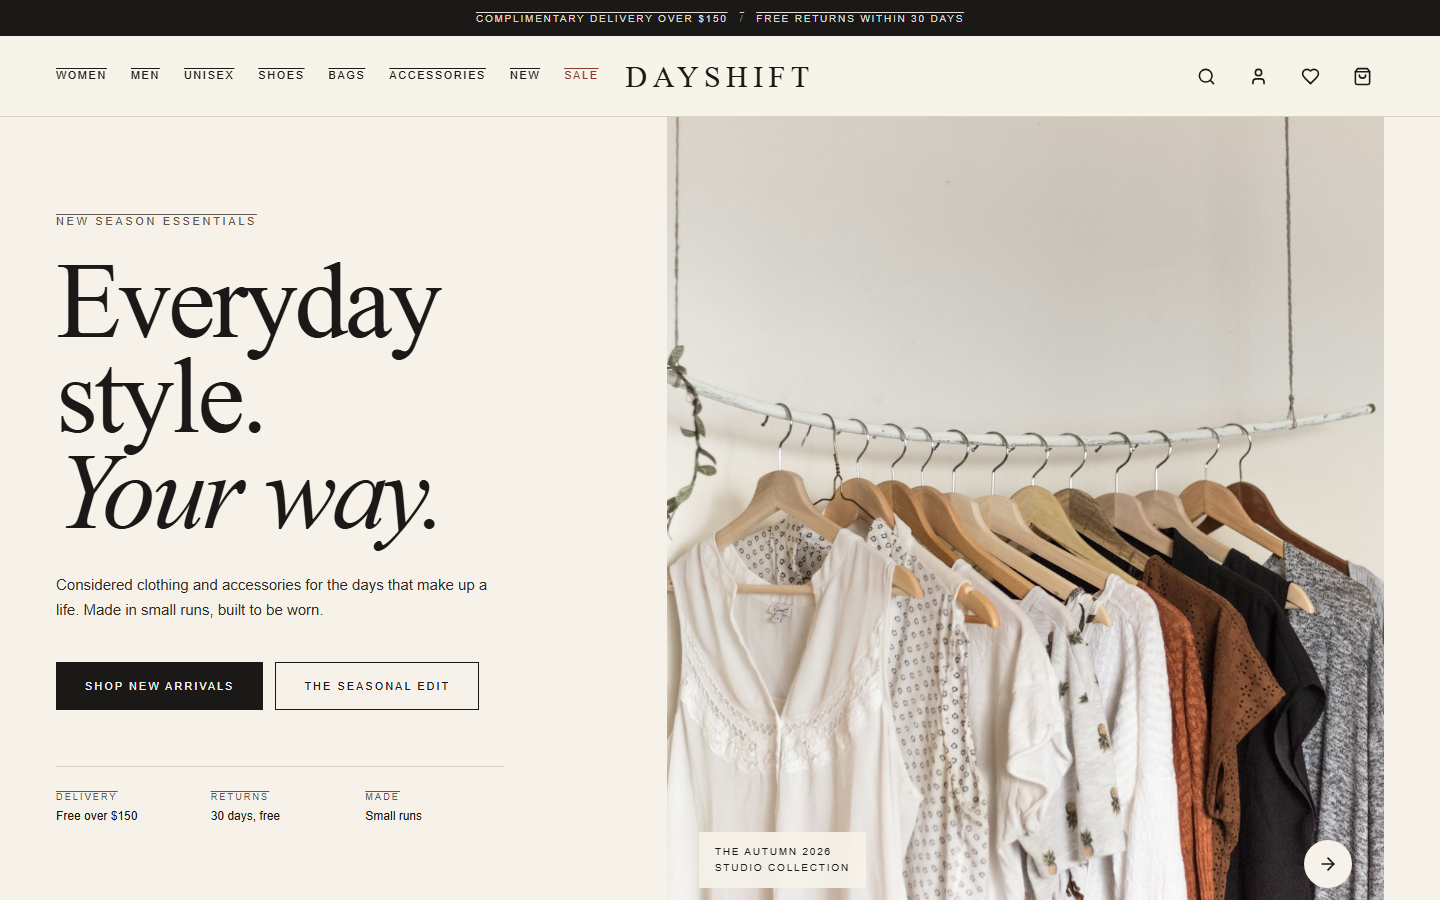 COMPLIMENTARY DELIVERY OVER $150 / FREE RETURNS WITHIN 30 DAYS
WOMEN MEN UNISEX SHOES BAGS ACCESSORIES NEW SALE DAYSHIFT
NEW SEASON ESSENTIALS
Everyday
style.
Your way.
Considered clothing and accessories for the days that make up a
life. Made in small runs, built to be worn.
SHOP NEW ARRIVALS THE SEASONAL EDIT
DELIVERY RETURNS MADE
Free over $150 30 days, free Small runs
THE AUTUMN 2026
STUDIO COLLECTION